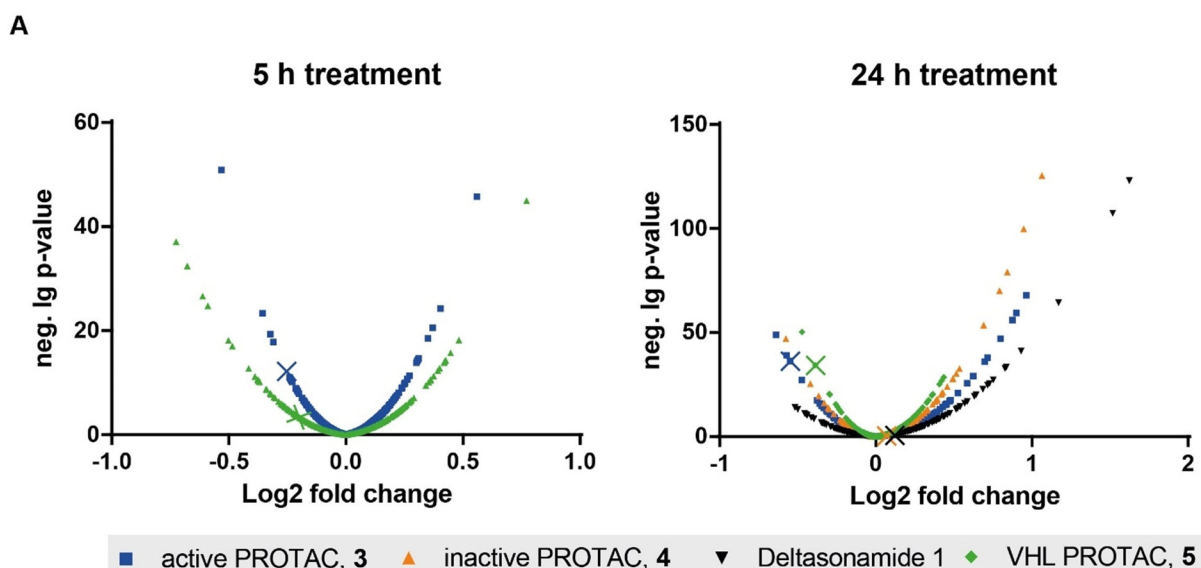 A
5 h treatment
24 h treatment
neg. lg p-value
60
40
20
0
-1.0
-0.5
0.0
0.5
1.0
Log2 fold change
neg. lg p-value
150
100
50
0
-1
0
1
2
Log2 fold change
active PROTAC, 3
inactive PROTAC, 4
Deltasonamide 1
VHL PROTAC, 5